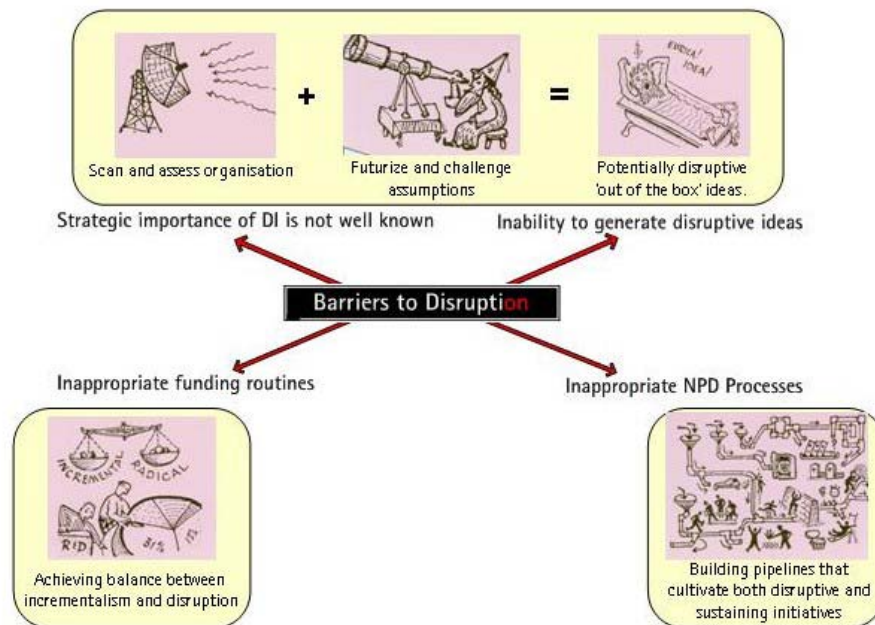 EUREKA!
IDEA!
+
=
Scan and assess organisation
Futurize and challenge
assumptions
Potentially disruptive
'out of the box' ideas.
Strategic importance of DI is not well known
Inability to generate disruptive ideas
Barriers to Disruption
Inappropriate funding routines
Inappropriate NPD Processes
INCREMENTAL
RADICAL
31%
Achieving balance between
incrementalism and disruption
Building pipelines that
cultivate both disruptive and
sustaining initiatives